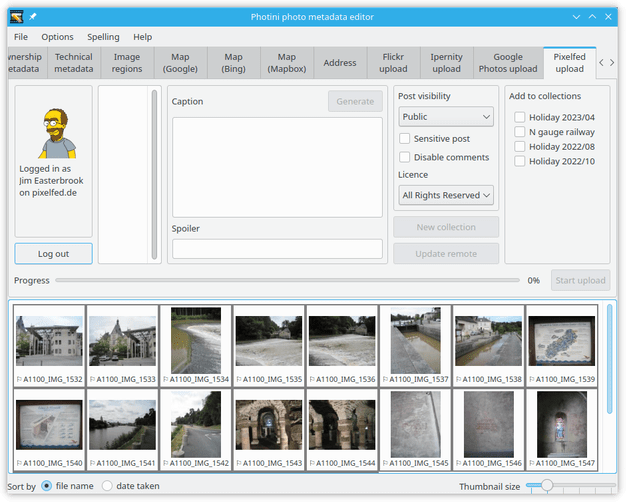 Photini photo metadata editor
File Options Spelling Help
nership
etadata
Technical
metadata
Image
regions
Map
(Google)
Map
(Bing)
Map
(Mapbox)
Address
Flickr
upload
Ipernity
upload
Google
Photos upload
Pixelfed
upload
Logged in as
Jim Easterbrook
on pixelfed.de
Log out
Caption
Generate
Spoiler
Post visibility
Public
Sensitive post
Disable comments
Licence
All Rights Reserved
New collection
Update remote
Add to collections
Holiday 2023/04
N gauge railway
Holiday 2022/08
Holiday 2022/10
Progress
0%
Start upload
A1100_IMG_1532
A1100_IMG_1533
A1100_IMG_1534
A1100_IMG_1535
A1100_IMG_1536
A1100_IMG_1537
A1100_IMG_1538
A1100_IMG_1539
A1100_IMG_1540
A1100_IMG_1541
A1100_IMG_1542
A1100_IMG_1543
A1100_IMG_1544
A1100_IMG_1545
A1100_IMG_1546
A1100_IMG_1547
Sort by file name date taken
Thumbnail size